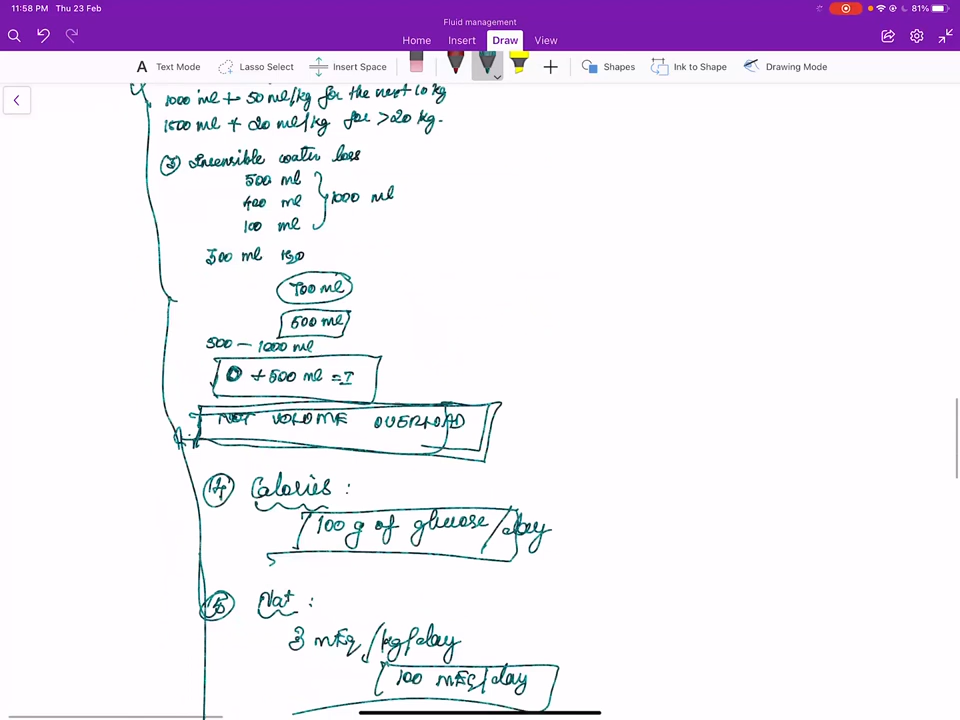 11:58 PM Thu 23 Feb 81%
Fluid management
Home Insert Draw View
A Text Mode Lasso Select Insert Space Shapes Ink to Shape Drawing Mode
1000 ml + 50 ml/kg for the next 10 kg
1500 ml + 20 ml/kg for >20 kg.
③ Insensible water loss
500 ml
400 ml 1000 ml
100 ml
500 ml H2O
500 ml
500 - 1000 ml
O + 500 ml = I
NOT VOLUME OVERLOAD
④ Calories :
100 g of glucose/day
⑤ Na+ :
3 mEq/kg/day
100 mEq/day